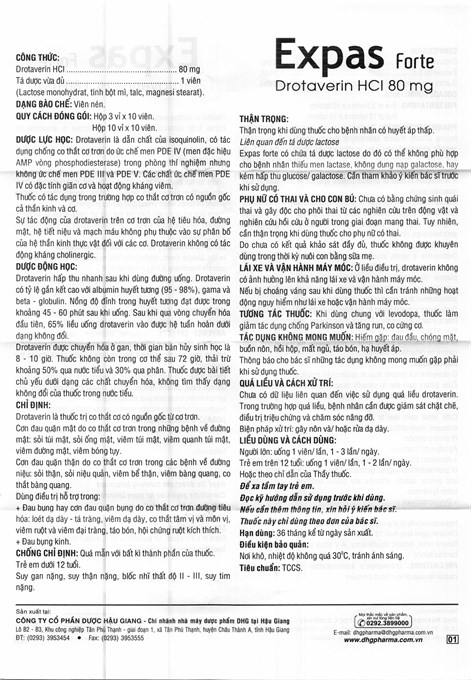 CÔNG THỨC:
Drotaverin HCl ............................................. 80 mg
Tá dược vừa đủ ............................................ 1 viên
(Lactose monohydrat, tinh bột mì, talc, magnesi stearat).
DẠNG BÀO CHẾ: Viên nén.
QUY CÁCH ĐÓNG GÓI: Hộp 3 vỉ x 10 viên.
Hộp 10 vỉ x 10 viên.
DƯỢC LỰC HỌC: Drotaverin là dẫn chất của isoquinolin, có tác
dụng chống co thắt cơ trơn do ức chế men PDE IV (men đặc hiệu
AMP vòng phosphodiesterase) trong phòng thí nghiệm nhưng
không ức chế men PDE III và PDE V. Các chất ức chế men PDE
IV có đặc tính giãn cơ và hoạt động kháng viêm.
Thuốc có tác dụng trong trường hợp co thắt cơ trơn có nguồn gốc
cả thần kinh và cơ.
Sự tác động của drotaverin trên cơ trơn của hệ tiêu hóa, đường
mật, hệ tiết niệu và mạch máu không phụ thuộc vào sự phân bố
của hệ thần kinh thực vật đối với các cơ. Drotaverin không có tác
động kháng cholinergic.
DƯỢC ĐỘNG HỌC:
Drotaverin hấp thu nhanh sau khi dùng đường uống. Drotaverin
có tỷ lệ gắn kết với albumin huyết tương (95 - 98%), gama và
beta - globulin. Nồng độ đỉnh trong huyết tương đạt được trong
khoảng 45 - 60 phút sau khi uống. Sau khi qua vòng chuyển hóa
đầu tiên, 65% liều uống drotaverin vào được hệ tuần hoàn dưới
dạng không đổi.
Drotaverin được chuyển hóa ở gan, thời gian bán hủy sinh học là
8 - 10 giờ. Thuốc không còn trong cơ thể sau 72 giờ, thải trừ
khoảng 50% qua nước tiểu và 30% qua phân. Thuốc được bài tiết
chủ yếu dưới dạng các chất chuyển hóa, không tìm thấy dạng
không đổi của thuốc trong nước tiểu.
CHỈ ĐỊNH:
Drotaverin là thuốc trị co thắt cơ có nguồn gốc từ cơ trơn.
Cơn đau quặn mật do co thắt cơ trơn trong những bệnh về đường
mật: sỏi túi mật, sỏi ống mật, viêm túi mật, viêm quanh túi mật,
viêm đường mật, viêm bóng tuy.
Cơn đau quặn thận do co thắt cơ trơn trong các bệnh về đường
niệu: sỏi thận, sỏi niệu quản, viêm bể thận, viêm bàng quang, co
thắt bàng quang.
Dùng điều trị hỗ trợ trong:
+ Đau bụng hay cơn đau quặn bụng do co thắt cơ trơn đường tiêu
hóa: loét dạ dày - tá tràng, viêm dạ dày, co thắt tâm vị và môn vị,
viêm ruột và viêm đại tràng, táo bón, hội chứng ruột kích thích.
+ Đau bụng kinh.
CHỐNG CHỈ ĐỊNH: Quá mẫn với bất kì thành phần của thuốc.
Trẻ em dưới 12 tuổi.
Suy gan nặng, suy thận nặng, blốc nhĩ thất độ II - III, suy tim
nặng.
Expas Forte
Drotaverin HCl 80 mg
THẬN TRỌNG:
Thận trọng khi dùng thuốc cho bệnh nhân có huyết áp thấp.
Liên quan đến tá dược lactose
Expas forte có chứa tá dược lactose do đó có thể không phù hợp
cho bệnh nhân thiếu men lactase, không dung nạp galactose, hay
kém hấp thu glucose/ galactose. Cần tham khảo ý kiến bác sĩ trước
khi sử dụng.
PHỤ NỮ CÓ THAI VÀ CHO CON BÚ: Chưa có bằng chứng sinh quái
thai và gây độc cho phôi thai từ các nghiên cứu trên động vật và
nghiên cứu hồi cứu ở người trong giai đoạn mang thai. Tuy nhiên,
cần thận trọng khi dùng thuốc cho phụ nữ có thai.
Do chưa có kết quả khảo sát đầy đủ, thuốc không được khuyên
dùng trong thời kỳ nuôi con bằng sữa mẹ.
LÁI XE VÀ VẬN HÀNH MÁY MÓC: Ở liều điều trị, drotaverin không
có ảnh hưởng lên khả năng lái xe và vận hành máy móc.
Nếu bị choáng váng sau khi dùng thuốc thì cần tránh những hoạt
động nguy hiểm như lái xe hoặc vận hành máy móc.
TƯƠNG TÁC THUỐC: Khi dùng chung với levodopa, thuốc làm
giảm tác dụng chống Parkinson và tăng run, co cứng cơ.
TÁC DỤNG KHÔNG MONG MUỐN: Hiếm gặp: đau đầu, chóng mặt,
buồn nôn, hồi hộp, mất ngủ, táo bón, hạ huyết áp.
Thông báo cho bác sĩ những tác dụng không mong muốn gặp phải
khi sử dụng thuốc.
QUÁ LIỀU VÀ CÁCH XỬ TRÍ:
Chưa có dữ liệu liên quan đến việc sử dụng quá liều drotaverin.
Trong trường hợp quá liều, bệnh nhân cần được giám sát chặt chẽ,
điều trị triệu chứng và chăm sóc nâng đỡ.
Biện pháp xử trí: gây nôn và/ hoặc rửa dạ dày.
LIỀU DÙNG VÀ CÁCH DÙNG:
Người lớn: uống 1 viên/ lần, 1 - 3 lần/ ngày.
Trẻ em trên 12 tuổi: uống 1 viên/ lần, 1 - 2 lần/ ngày.
Hoặc theo chỉ dẫn của Thầy thuốc.
Để xa tầm tay trẻ em.
Đọc kỹ hướng dẫn sử dụng trước khi dùng.
Nếu cần thêm thông tin, xin hỏi ý kiến bác sĩ.
Thuốc này chỉ dùng theo đơn của bác sĩ.
Hạn dùng: 36 tháng kể từ ngày sản xuất.
Điều kiện bảo quản:
Nơi khô, nhiệt độ không quá 30°C, tránh ánh sáng.
Tiêu chuẩn: TCCS.
Sản xuất tại:
CÔNG TY CỔ PHẦN DƯỢC HẬU GIANG - Chi nhánh nhà máy dược phẩm DHG tại Hậu Giang
Lô B2 - B3, Khu công nghiệp Tân Phú Thạnh - giai đoạn 1, xã Tân Phú Thạnh, huyện Châu Thành A, tỉnh Hậu Giang
ĐT: (0293) 3953454 • Fax: (0293) 3953555
Mọi thắc mắc về sản phẩm,
xin vui lòng liên hệ
0292.3899000
E-mail: dhgpharma@dhgpharma.com.vn
www.dhgpharma.com.vn
01